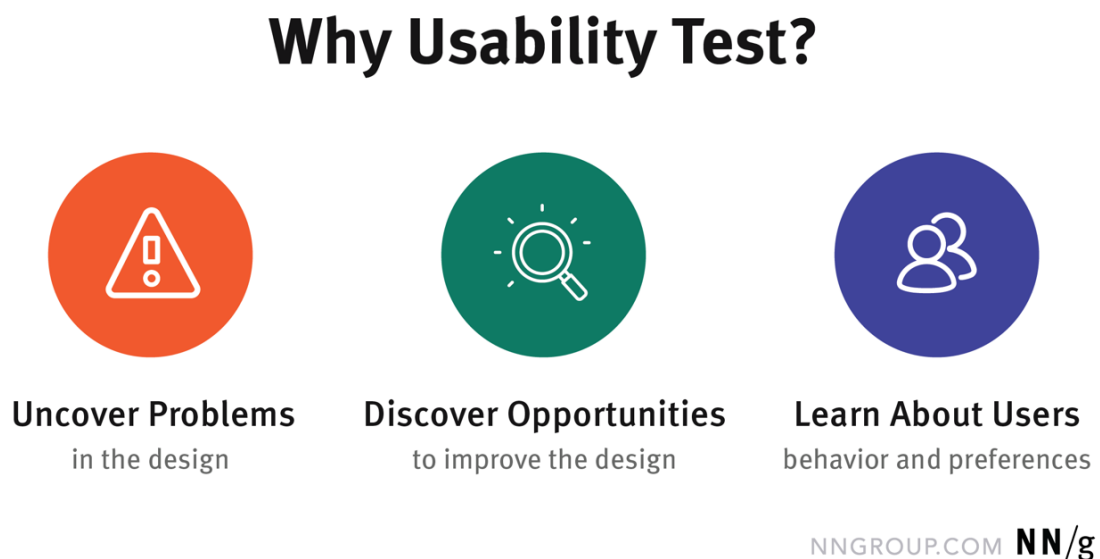 Why Usability Test?
Uncover Problems
in the design
Discover Opportunities
to improve the design
Learn About Users
behavior and preferences
NNGROUP.COM NN/g